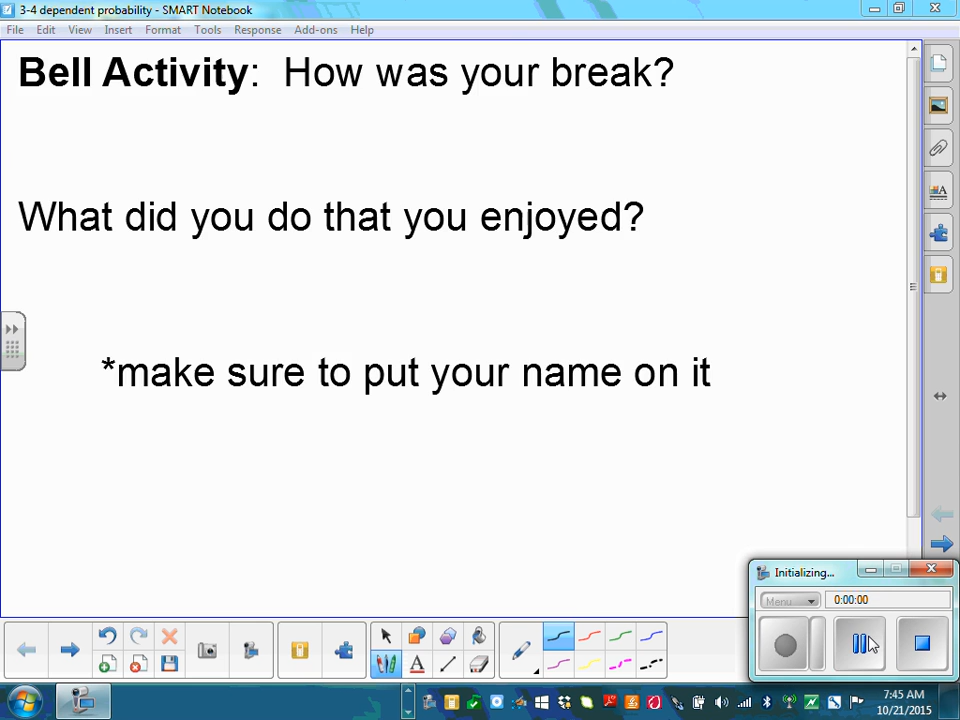 3-4 dependent probability - SMART Notebook
File Edit View Insert Format Tools Response Add-ons Help
Bell Activity: How was your break?
What did you do that you enjoyed?
*make sure to put your name on it
Initializing...
Menu 0:00:00
7:45 AM
10/21/2015